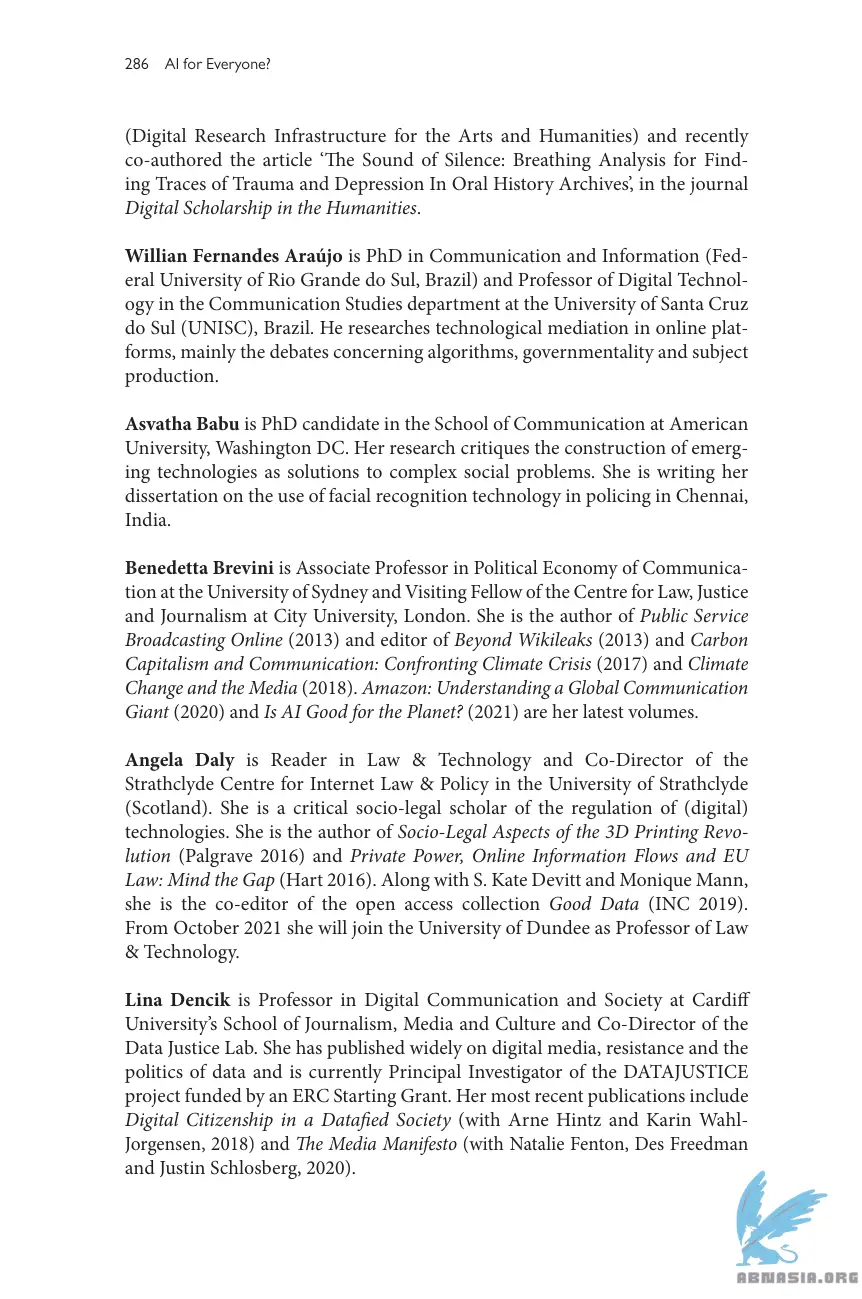 286 AI for Everyone?
(Digital Research Infrastructure for the Arts and Humanities) and recently
co-authored the article ‘The Sound of Silence: Breathing Analysis for Find-
ing Traces of Trauma and Depression In Oral History Archives’, in the journal
Digital Scholarship in the Humanities.
Willian Fernandes Araújo is PhD in Communication and Information (Fed-
eral University of Rio Grande do Sul, Brazil) and Professor of Digital Technol-
ogy in the Communication Studies department at the University of Santa Cruz
do Sul (UNISC), Brazil. He researches technological mediation in online plat-
forms, mainly the debates concerning algorithms, governmentality and subject
production.
Asvatha Babu is PhD candidate in the School of Communication at American
University, Washington DC. Her research critiques the construction of emerg-
ing technologies as solutions to complex social problems. She is writing her
dissertation on the use of facial recognition technology in policing in Chennai,
India.
Benedetta Brevini is Associate Professor in Political Economy of Communica-
tion at the University of Sydney and Visiting Fellow of the Centre for Law, Justice
and Journalism at City University, London. She is the author of Public Service
Broadcasting Online (2013) and editor of Beyond Wikileaks (2013) and Carbon
Capitalism and Communication: Confronting Climate Crisis (2017) and Climate
Change and the Media (2018). Amazon: Understanding a Global Communication
Giant (2020) and Is AI Good for the Planet? (2021) are her latest volumes.
Angela Daly is Reader in Law & Technology and Co-Director of the
Strathclyde Centre for Internet Law & Policy in the University of Strathclyde
(Scotland). She is a critical socio-legal scholar of the regulation of (digital)
technologies. She is the author of Socio-Legal Aspects of the 3D Printing Revo-
lution (Palgrave 2016) and Private Power, Online Information Flows and EU
Law: Mind the Gap (Hart 2016). Along with S. Kate Devitt and Monique Mann,
she is the co-editor of the open access collection Good Data (INC 2019).
From October 2021 she will join the University of Dundee as Professor of Law
& Technology.
Lina Dencik is Professor in Digital Communication and Society at Cardiff
University’s School of Journalism, Media and Culture and Co-Director of the
Data Justice Lab. She has published widely on digital media, resistance and the
politics of data and is currently Principal Investigator of the DATAJUSTICE
project funded by an ERC Starting Grant. Her most recent publications include
Digital Citizenship in a Datafied Society (with Arne Hintz and Karin Wahl-
Jorgensen, 2018) and The Media Manifesto (with Natalie Fenton, Des Freedman
and Justin Schlosberg, 2020).
ABNASIA.ORG